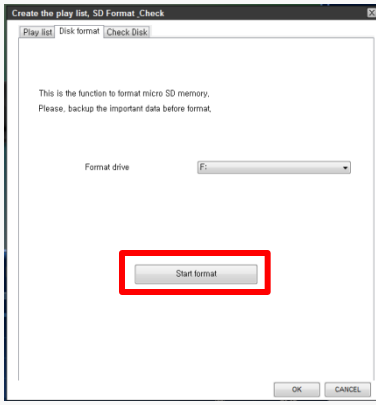 Create the play list, SD Format_Check
Play list Disk format Check Disk
This is the function to format micro SD memory,
Please, backup the important data before format,
Format drive F:
Start format
OK CANCEL